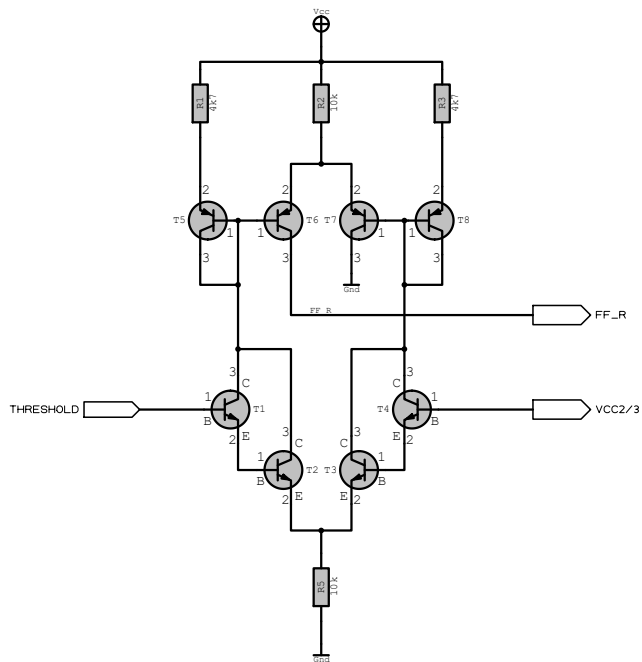 Vcc
R1 4k7
R2 10k
R3 4k7
2 2 2 2
T5 T6 T7 T8
1 1 1 1
3 3 3 3
Gnd
FF_R
FF_R
3 3
C C
THRESHOLD 1 T1 T4 1 VCC2/3
B B
2 E E 2
3 3
C C
1 T2 T3 1
B B
2 E E 2
R5 10k
Gnd